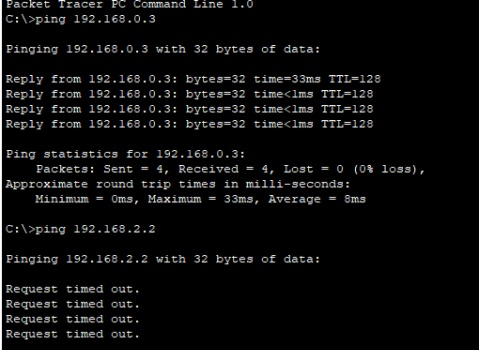 Packet Tracer PC Command Line 1.0
C:\>ping 192.168.0.3
Pinging 192.168.0.3 with 32 bytes of data:
Reply from 192.168.0.3: bytes=32 time=33ms TTL=128
Reply from 192.168.0.3: bytes=32 time<1ms TTL=128
Reply from 192.168.0.3: bytes=32 time<1ms TTL=128
Reply from 192.168.0.3: bytes=32 time<1ms TTL=128
Ping statistics for 192.168.0.3:
Packets: Sent = 4, Received = 4, Lost = 0 (0% loss),
Approximate round trip times in milli-seconds:
Minimum = 0ms, Maximum = 33ms, Average = 8ms
C:\>ping 192.168.2.2
Pinging 192.168.2.2 with 32 bytes of data:
Request timed out.
Request timed out.
Request timed out.
Request timed out.